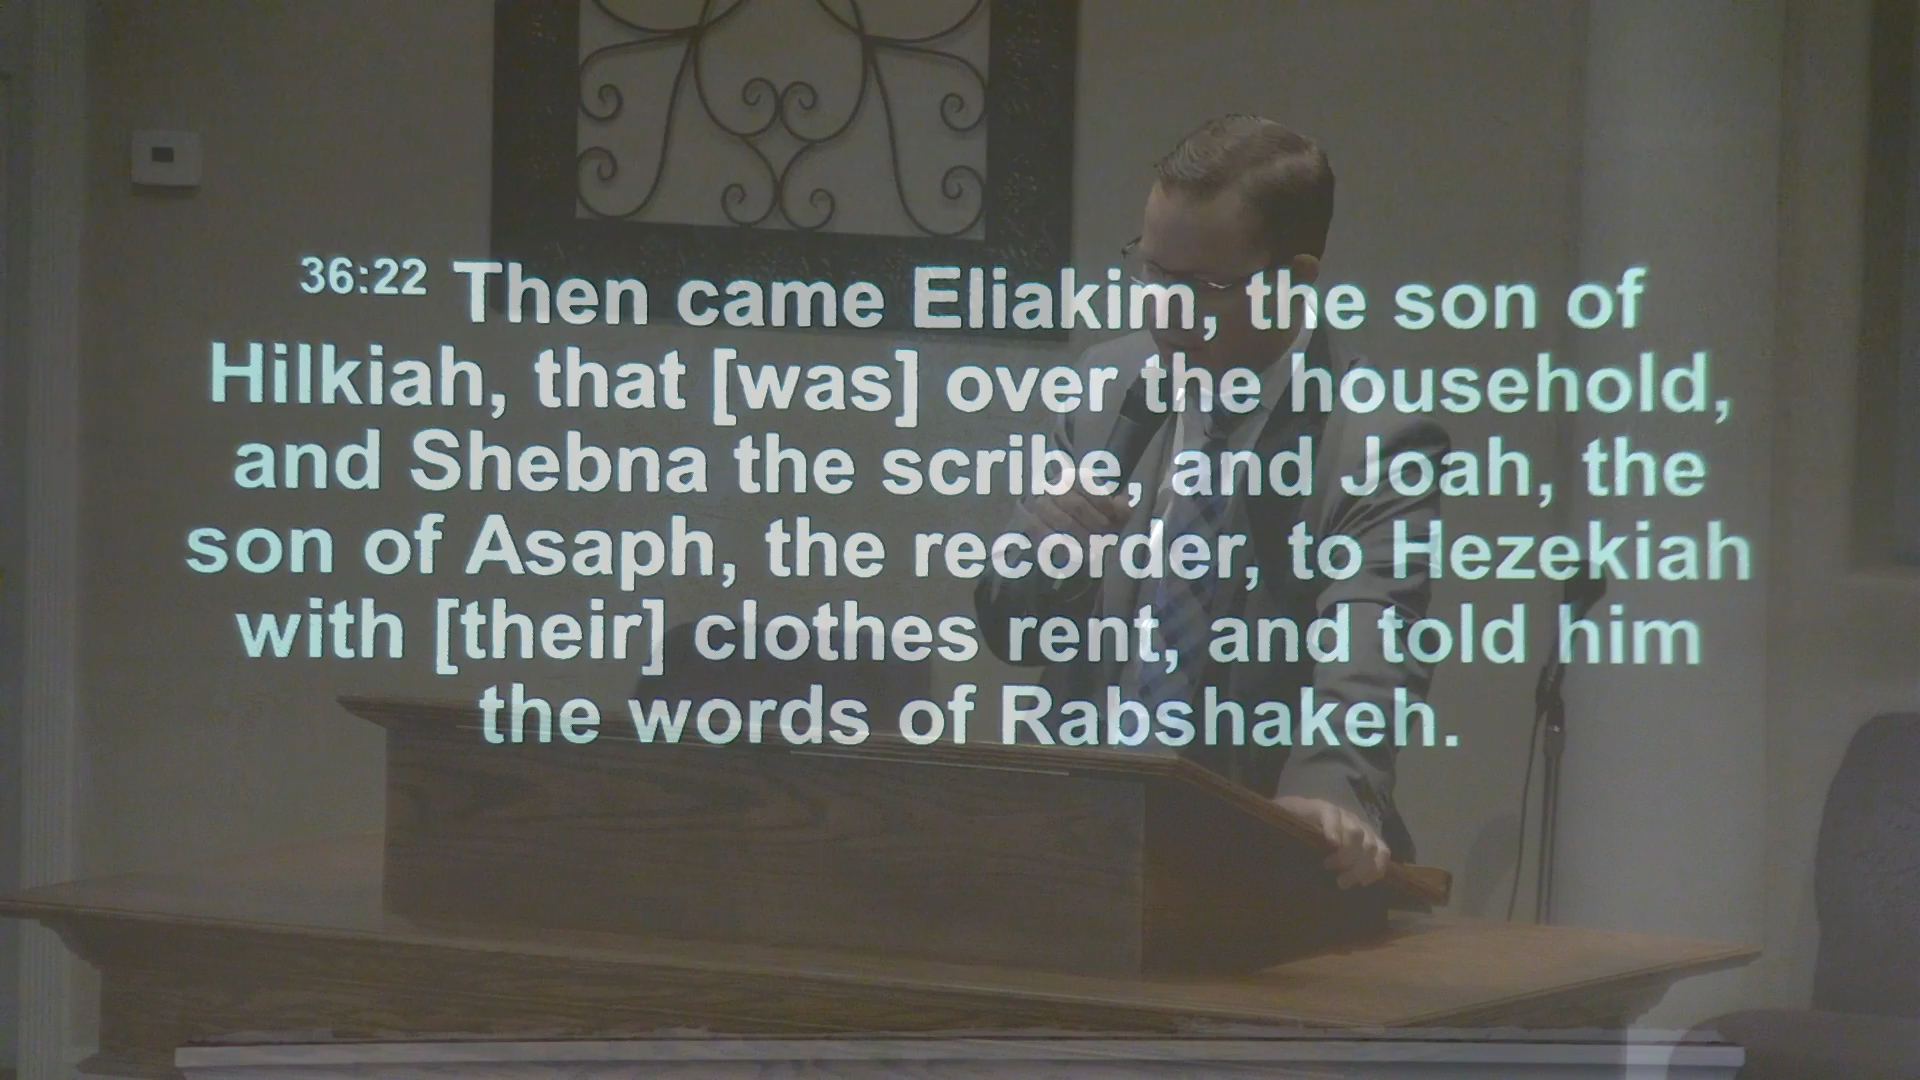 36:22 Then came Eliakim, the son of
Hilkiah, that [was] over the household,
and Shebna the scribe, and Joah, the
son of Asaph, the recorder, to Hezekiah
with [their] clothes rent, and told him
the words of Rabshakeh.